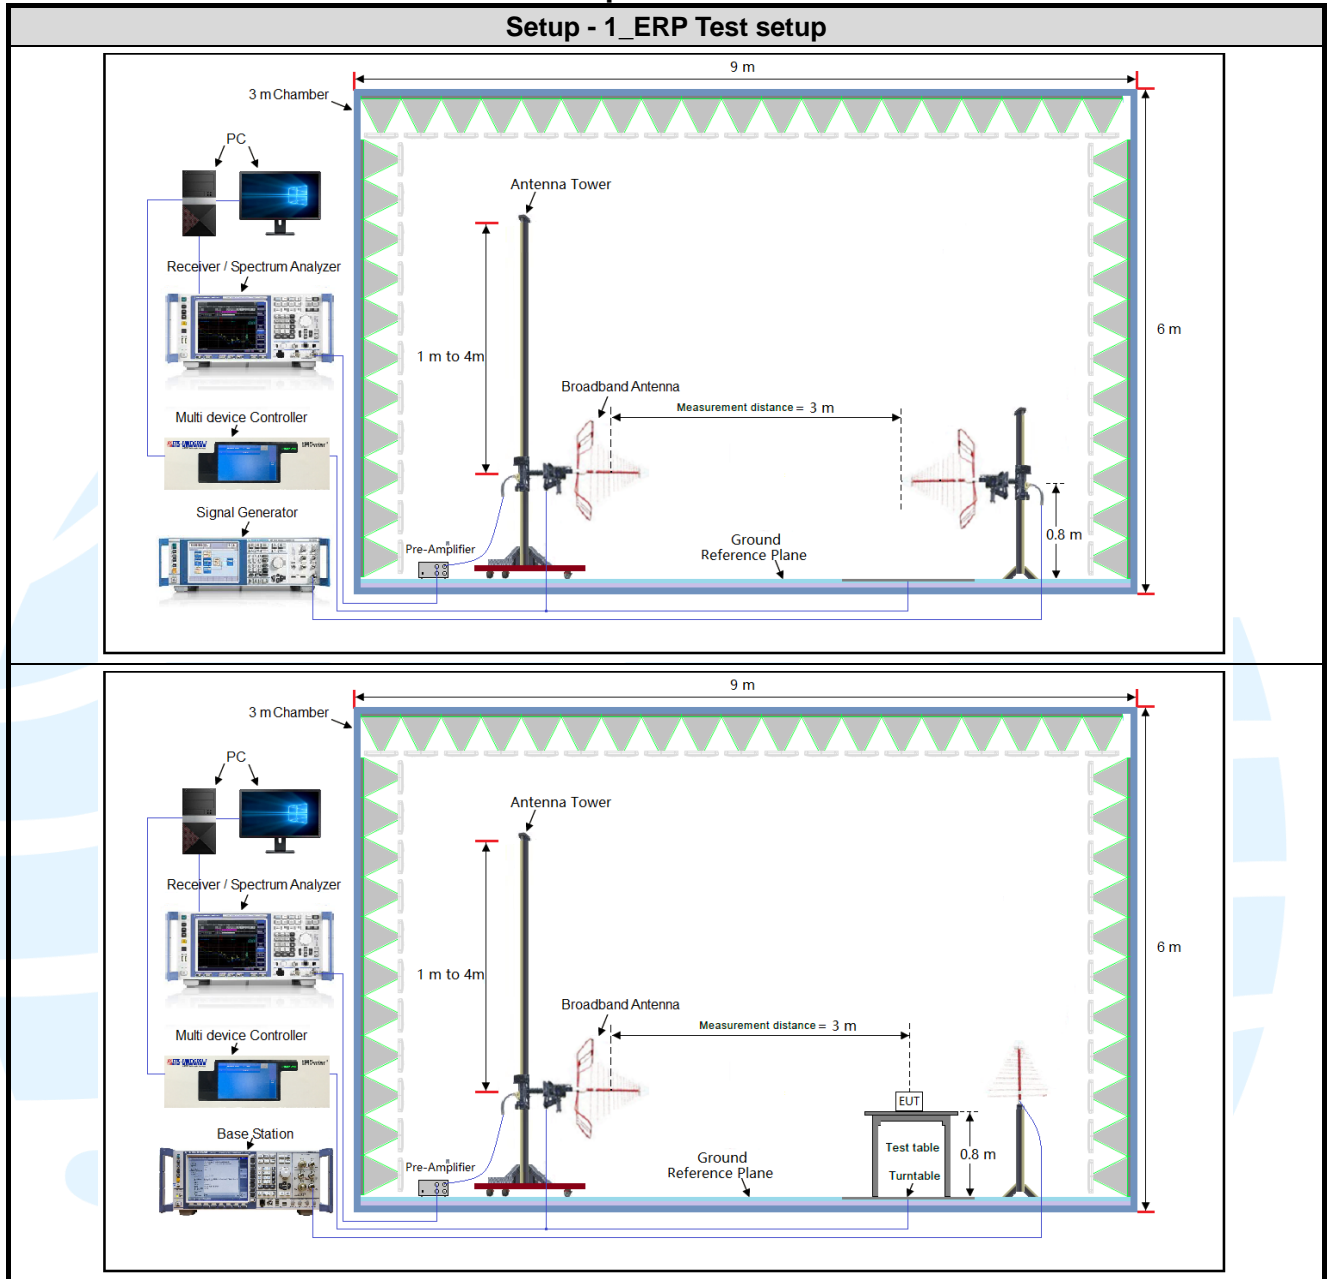 Setup - 1_ERP Test setup
9 m
3 m Chamber
PC
Antenna Tower
Receiver / Spectrum Analyzer
6 m
1 m to 4m
Broadband Antenna
Measurement distance = 3 m
Multi device Controller
Signal Generator
Pre-Amplifier
Ground
Reference Plane
0.8 m
9 m
3 m Chamber
PC
Antenna Tower
Receiver / Spectrum Analyzer
6 m
1 m to 4m
Broadband Antenna
Measurement distance = 3 m
Multi device Controller
EUT
Base Station
Test table
0.8 m
Ground
Reference Plane
Pre-Amplifier
Turntable